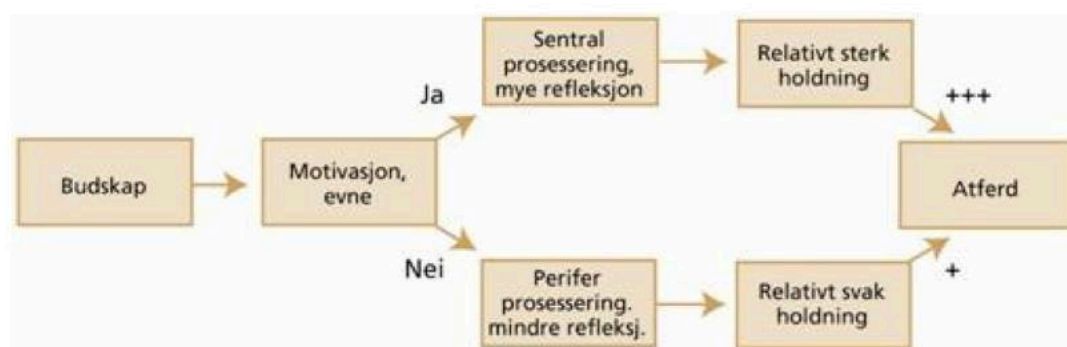 Budskap
Motivasjon,
evne
Ja
Sentral
prosessering,
mye refleksjon
Relativt sterk
holdning
+++
Nei
Perifer
prosessering.
mindre refleksj.
Relativt svak
holdning
+
Atferd